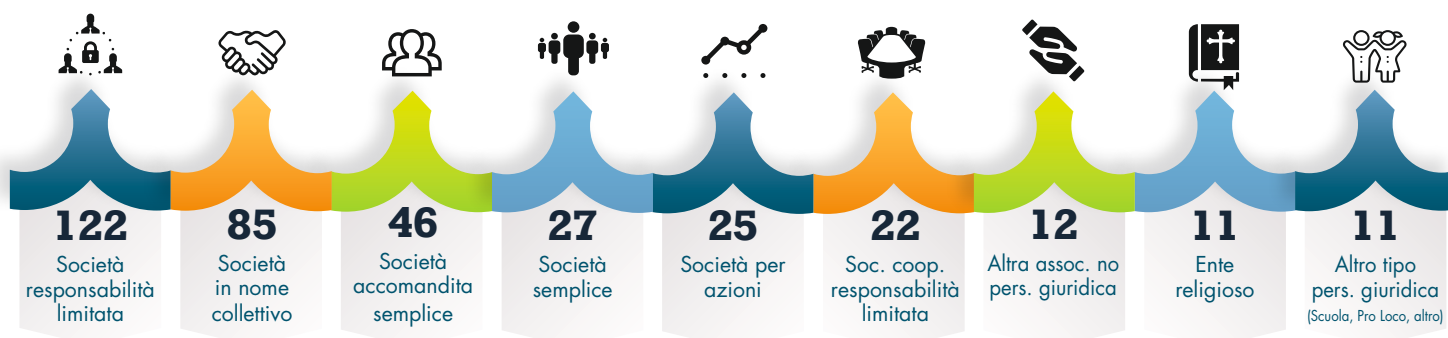 122
Società
responsabilità
limitata
85
Società
in nome
collettivo
46
Società
accomandita
semplice
27
Società
semplice
25
Società per
azioni
22
Soc. coop.
responsabilità
limitata
12
Altra assoc. no
pers. giuridica
11
Ente
religioso
11
Altro tipo
pers. giuridica
(Scuola, Pro Loco, altro)